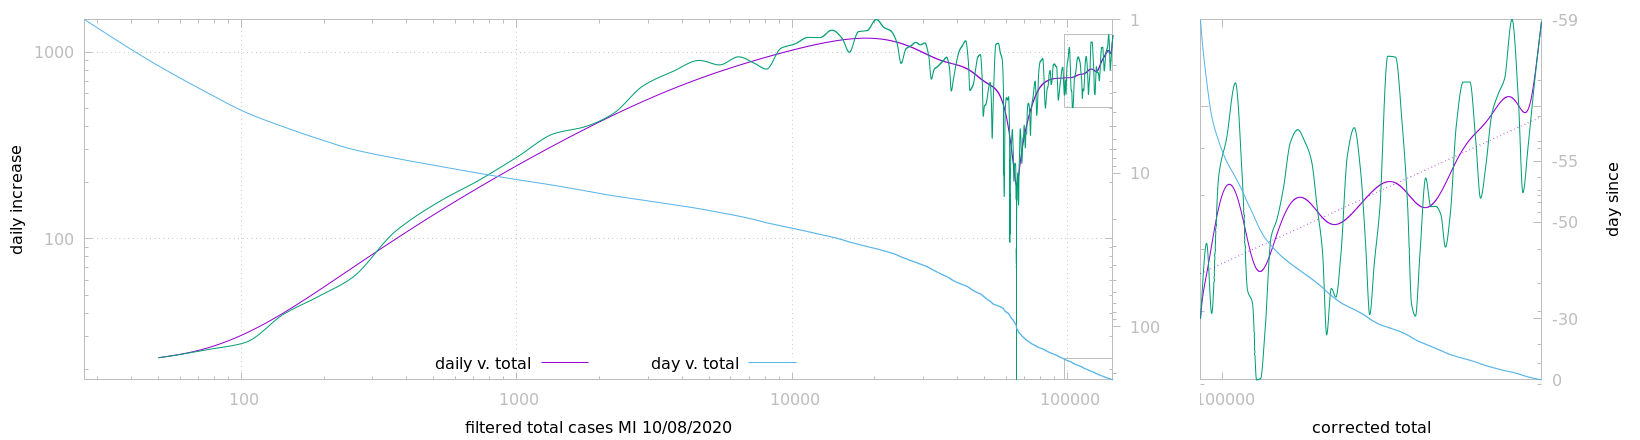 daily increase
1000
100
daily v. total
day v. total
100
1000
10000
100000
filtered total cases MI 10/08/2020
1
10
100
100000
corrected total
-59
-55
-50
-30
0
day since